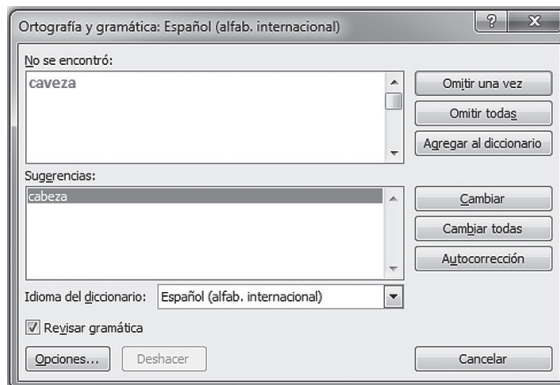 Ortografía y gramática: Español (alfab. internacional)
No se encontró:
caveza
Omitir una vez
Omitir todas
Agregar al diccionario
Sugerencias:
cabeza
Cambiar
Cambiar todas
Autocorrección
Idioma del diccionario: Español (alfab. internacional)
Revisar gramática
Opciones... Deshacer Cancelar